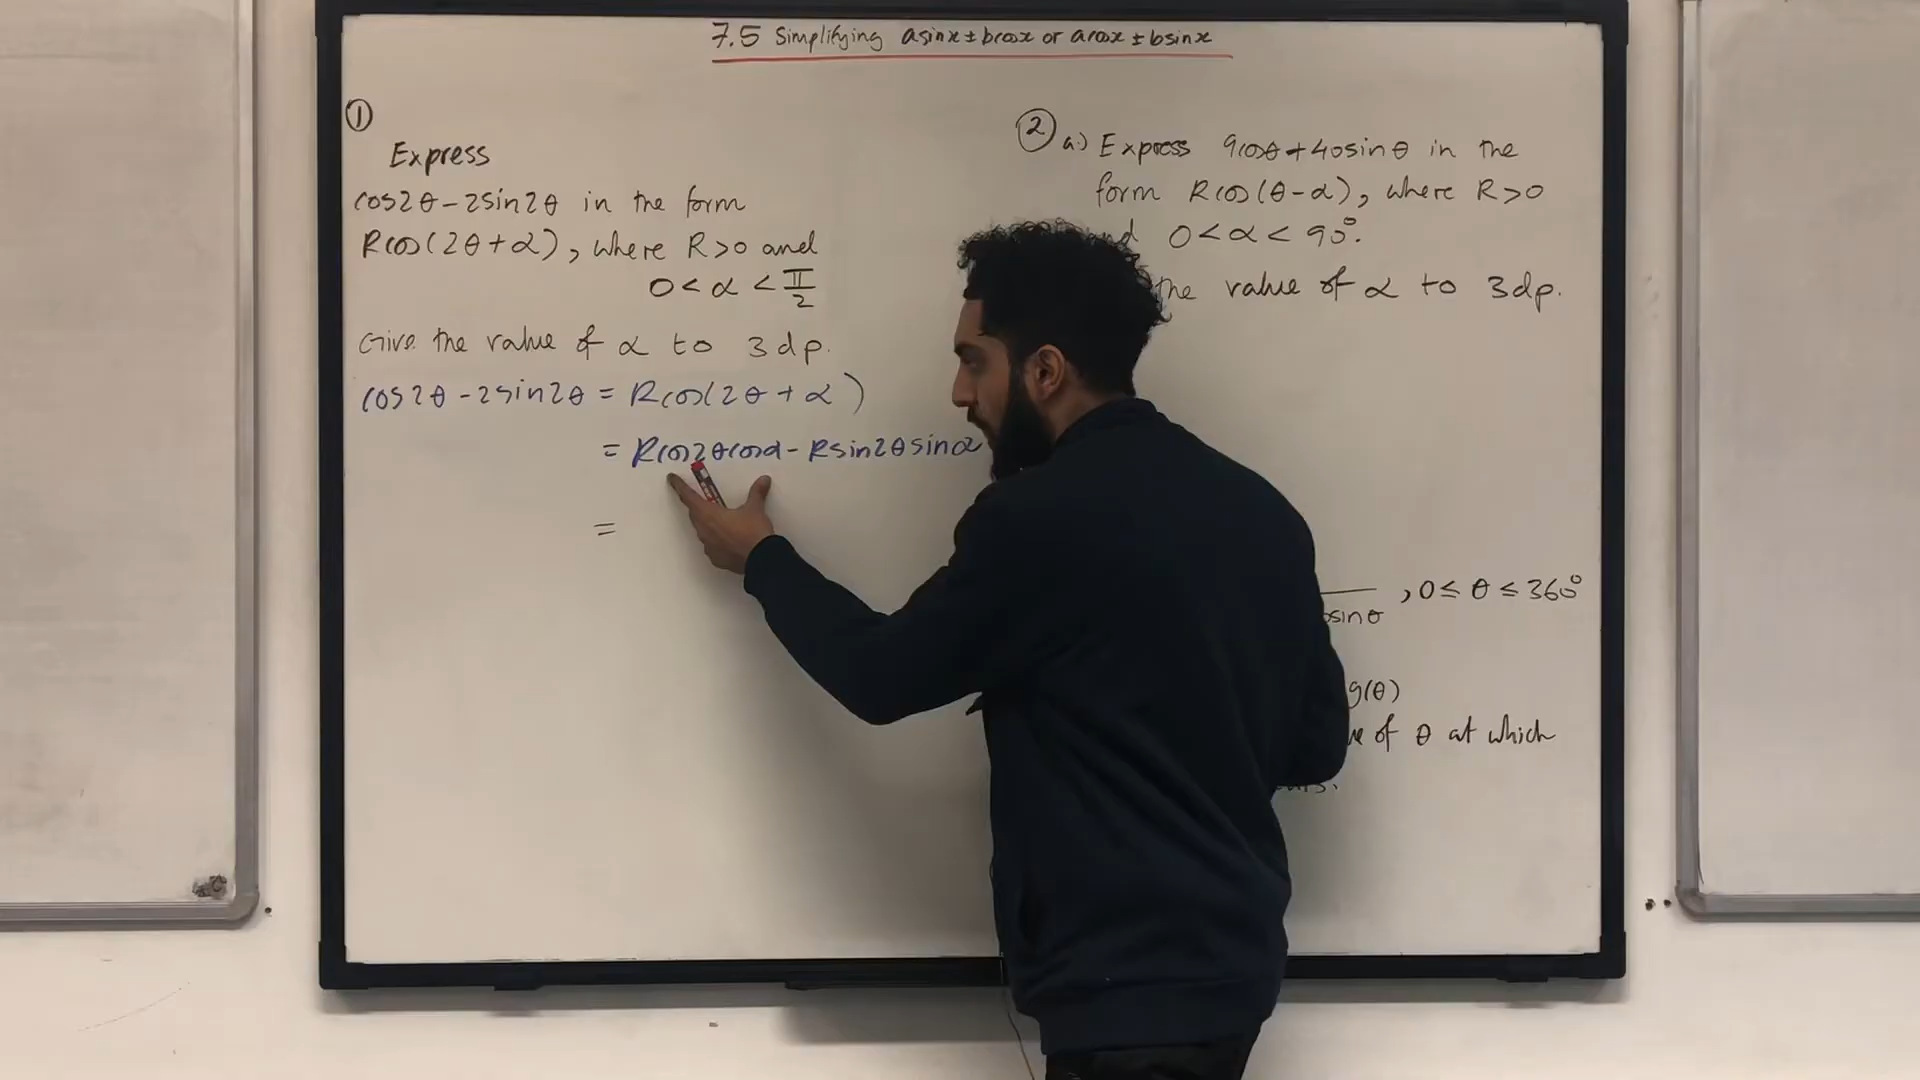 7.5 Simplifying asinx ± bcosx or acosx ± bsinx
①
Express
cos2θ - 2sin2θ in the form
Rcos(2θ + α), where R>0 and
0 < α < π/2
Give the value of α to 3dp.
cos2θ - 2sin2θ = Rcos(2θ + α)
= Rcos2θcosα - Rsin2θsinα
=
② a.) Express 9cosθ + 40sinθ in the
form Rcos(θ - α), where R>0
0 < α < 90°.
the value of α to 3dp.
, 0 ≤ θ ≤ 360°
sinθ
g(θ)
of θ at which